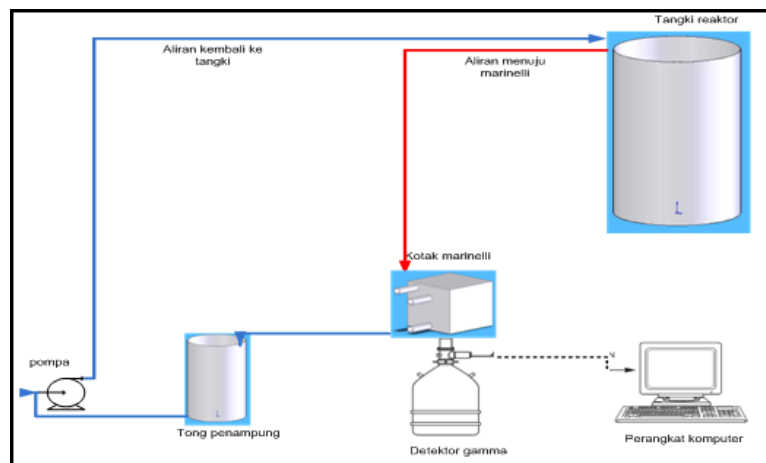 Tangki reaktor
Aliran kembali ke
tangki
Aliran menuju
marinelli
Kotak marinelli
pompa
Tong penampung
Detektor gamma
Perangkat komputer